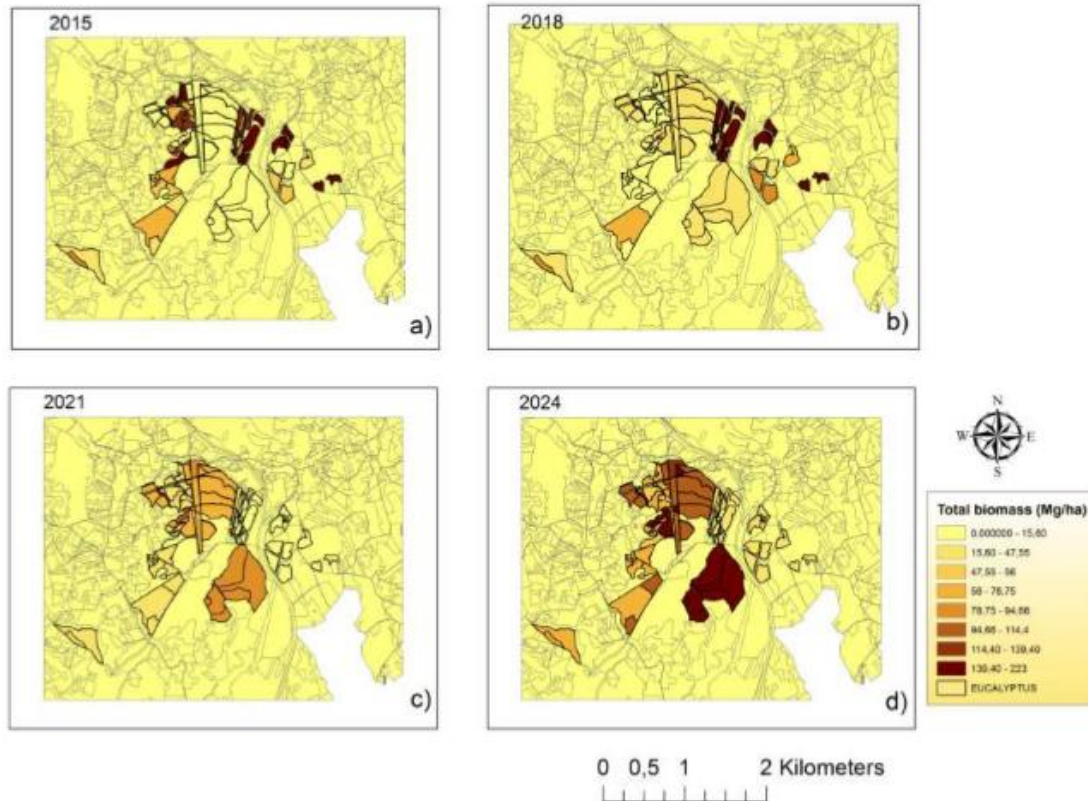 2015
a)
2018
b)
2021
c)
2024
d)
N
W E
S
Total biomass (Mg/ha)
0,000000 - 15,60
15,60 - 47,55
47,55 - 56
56 - 76,75
76,75 - 94,66
94,66 - 114,4
114,40 - 139,40
139,40 - 223
EUCALYPTUS
0 0,5 1 2 Kilometers